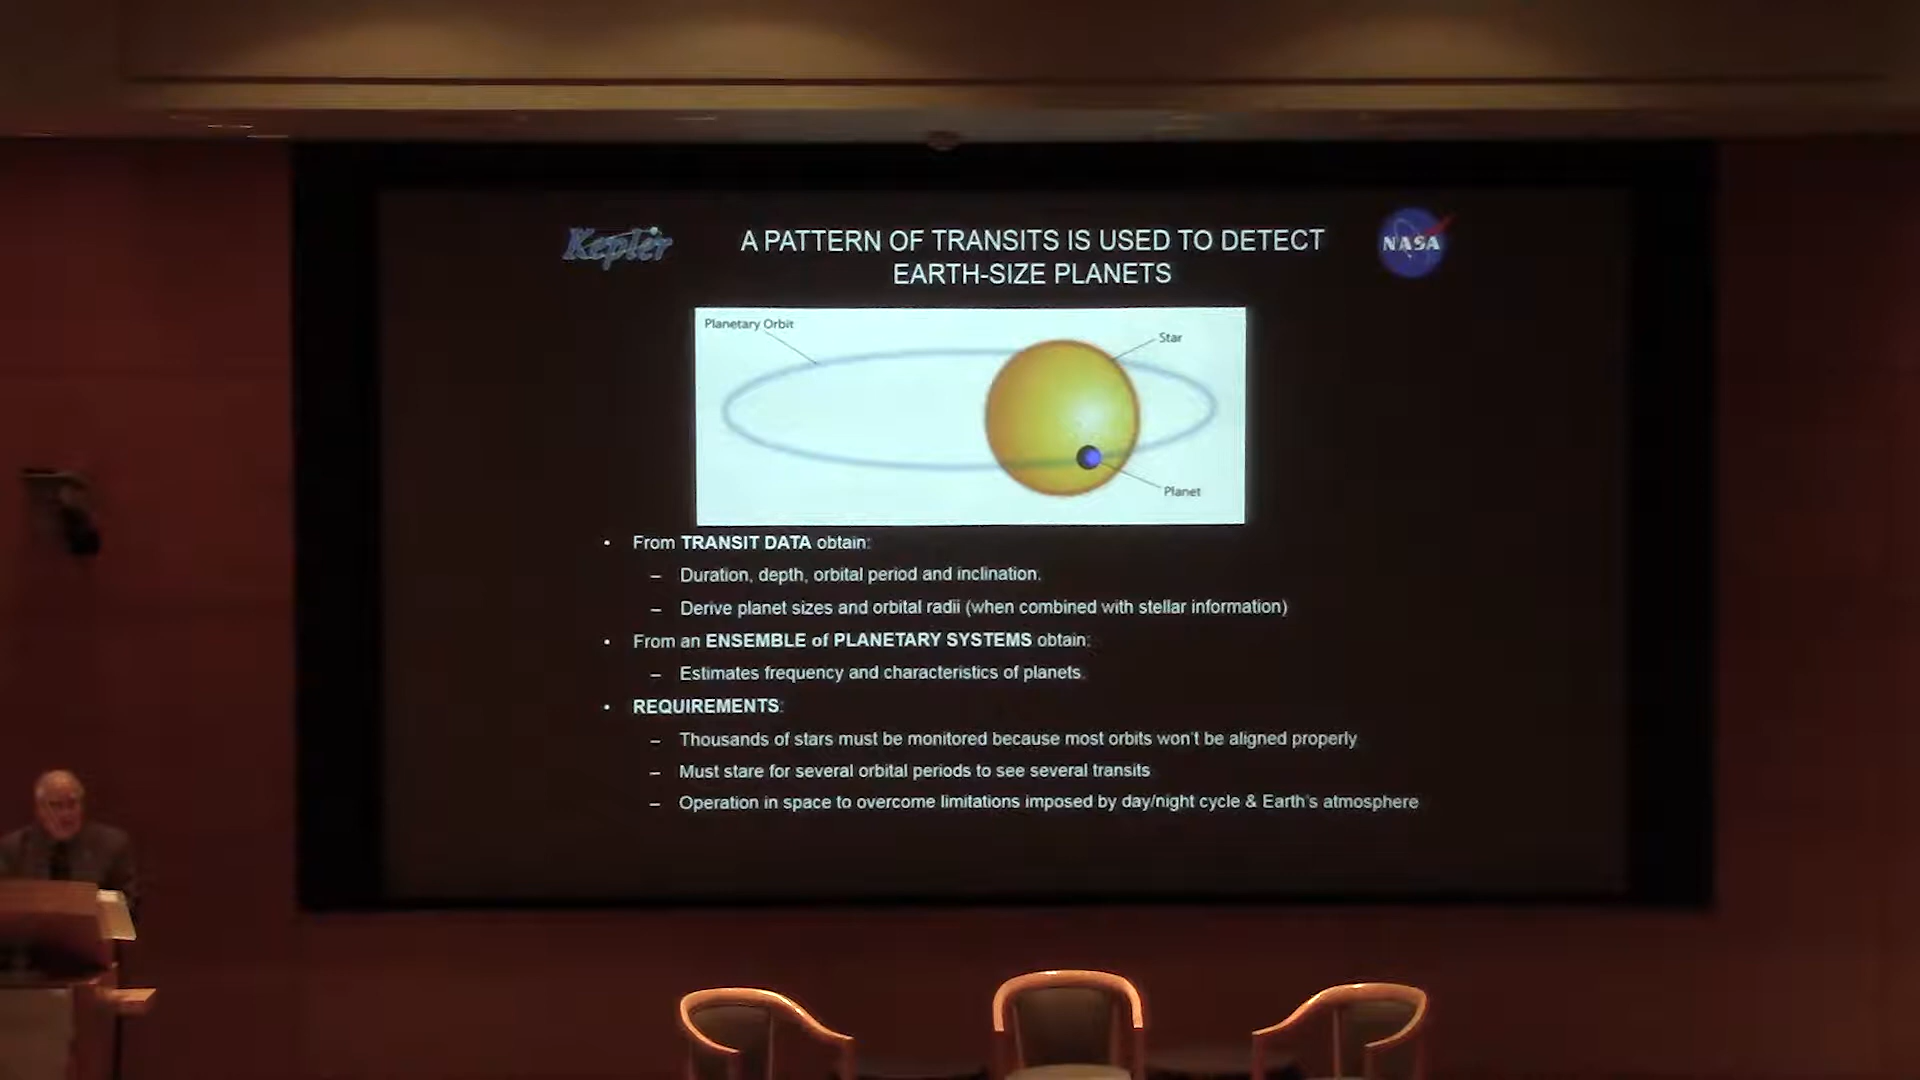 Kepler
A PATTERN OF TRANSITS IS USED TO DETECT
EARTH-SIZE PLANETS
NASA
Planetary Orbit
Star
Planet
• From TRANSIT DATA obtain:
– Duration, depth, orbital period and inclination.
– Derive planet sizes and orbital radii (when combined with stellar information)
• From an ENSEMBLE of PLANETARY SYSTEMS obtain:
– Estimates frequency and characteristics of planets.
• REQUIREMENTS:
– Thousands of stars must be monitored because most orbits won't be aligned properly
– Must stare for several orbital periods to see several transits
– Operation in space to overcome limitations imposed by day/night cycle & Earth's atmosphere